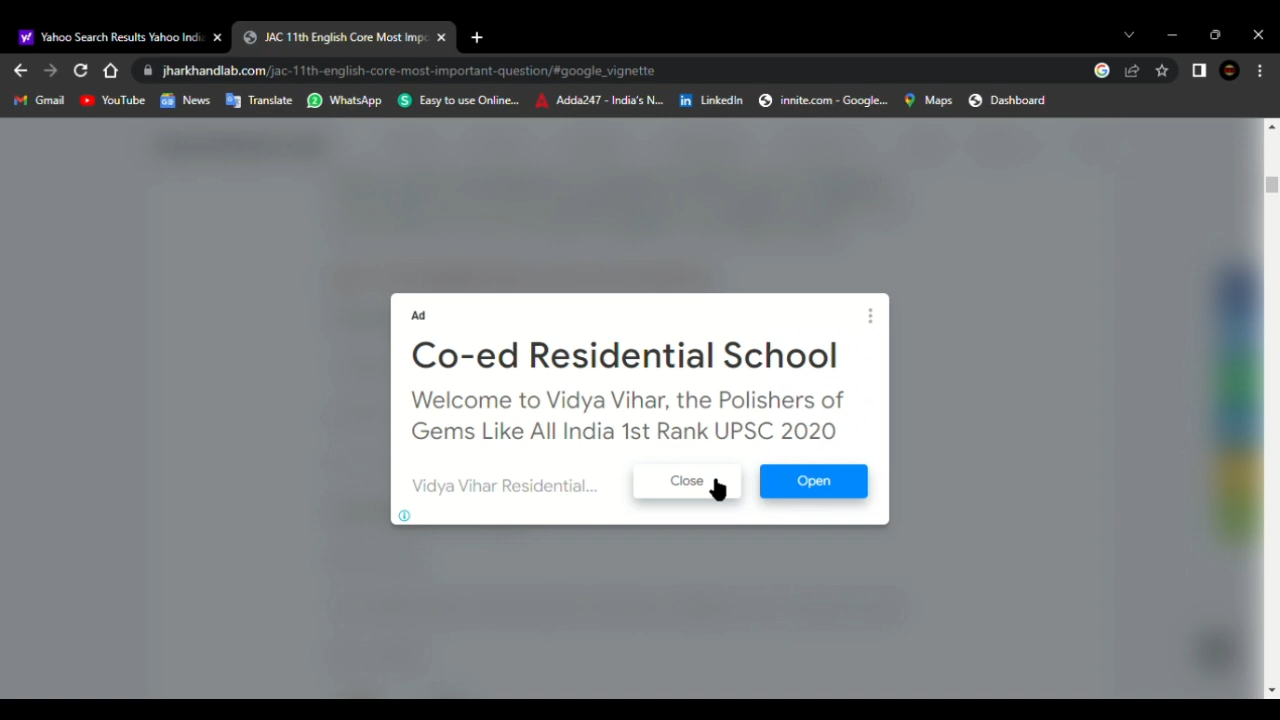 Yahoo Search Results Yahoo Indi
JAC 11th English Core Most Impo
jharkhandlab.com/jac-11th-english-core-most-important-question/#google_vignette
Gmail YouTube News Translate WhatsApp Easy to use Online... Adda247 - India's N... LinkedIn innite.com - Google... Maps Dashboard
Ad
Co-ed Residential School
Welcome to Vidya Vihar, the Polishers of
Gems Like All India 1st Rank UPSC 2020
Vidya Vihar Residential... Close Open